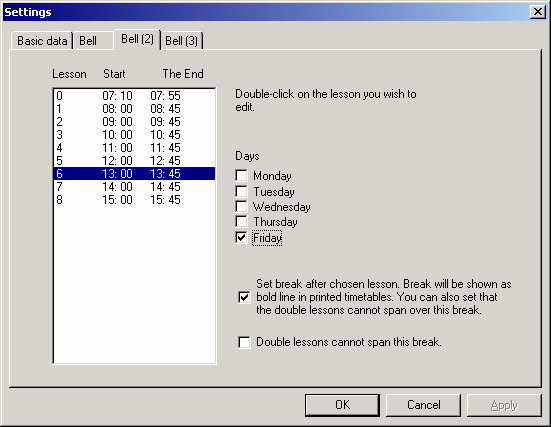 Settings
Basic data Bell Bell (2) Bell (3)
Lesson Start The End
0 07: 10 07: 55
1 08: 00 08: 45
2 09: 00 09: 45
3 10: 00 10: 45
4 11: 00 11: 45
5 12: 00 12: 45
6 13: 00 13: 45
7 14: 00 14: 45
8 15: 00 15: 45
Double-click on the lesson you wish to
edit.
Days
Monday
Tuesday
Wednesday
Thursday
Friday
Set break after chosen lesson. Break will be shown as
bold line in printed timetables. You can also set that
the double lessons cannot span over this break.
Double lessons cannot span this break.
OK Cancel Apply